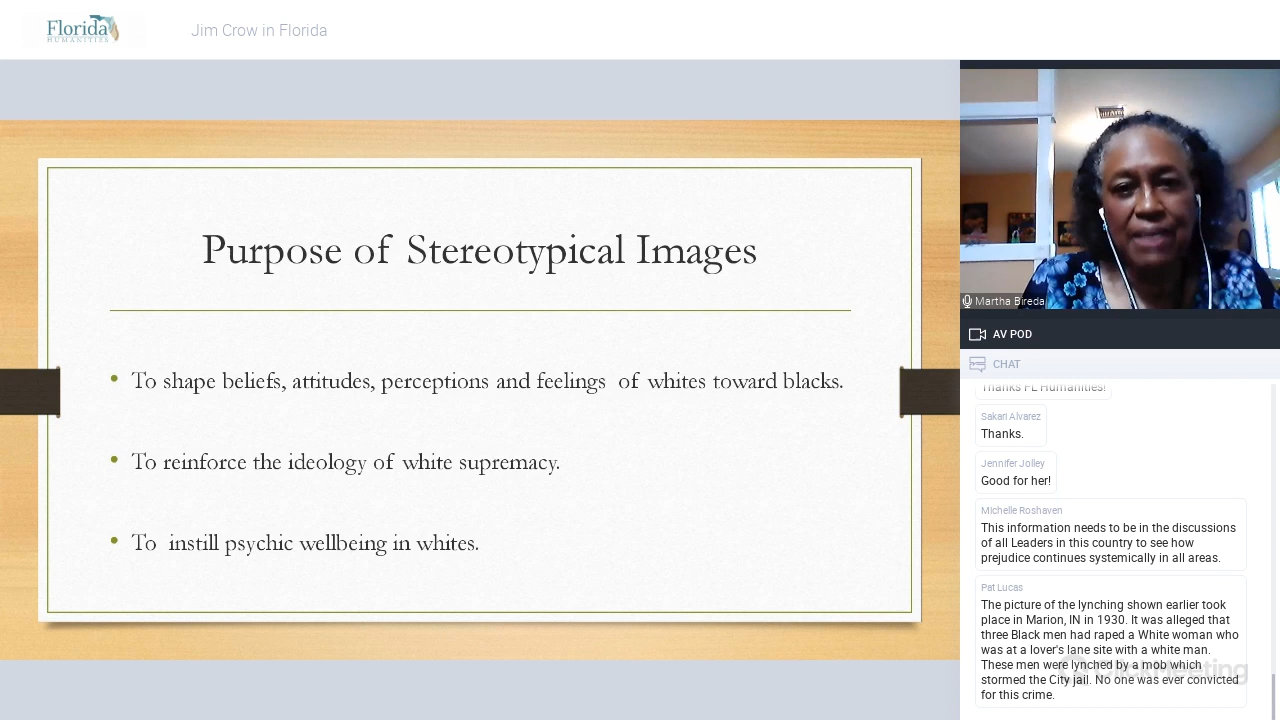 Florida
HUMANITIES
Jim Crow in Florida
Purpose of Stereotypical Images
• To shape beliefs, attitudes, perceptions and feelings of whites toward blacks.
• To reinforce the ideology of white supremacy.
• To instill psychic wellbeing in whites.
Martha Bireda
AV POD
CHAT
Thanks FL Humanities!
Sakari Alvarez
Thanks.
Jennifer Jolley
Good for her!
Michelle Roshaven
This information needs to be in the discussions
of all Leaders in this country to see how
prejudice continues systemically in all areas.
Pat Lucas
The picture of the lynching shown earlier took
place in Marion, IN in 1930. It was alleged that
three Black men had raped a White woman who
was at a lover's lane site with a white man.
These men were lynched by a mob which
stormed the City jail. No one was ever convicted
for this crime.
ClickMeeting